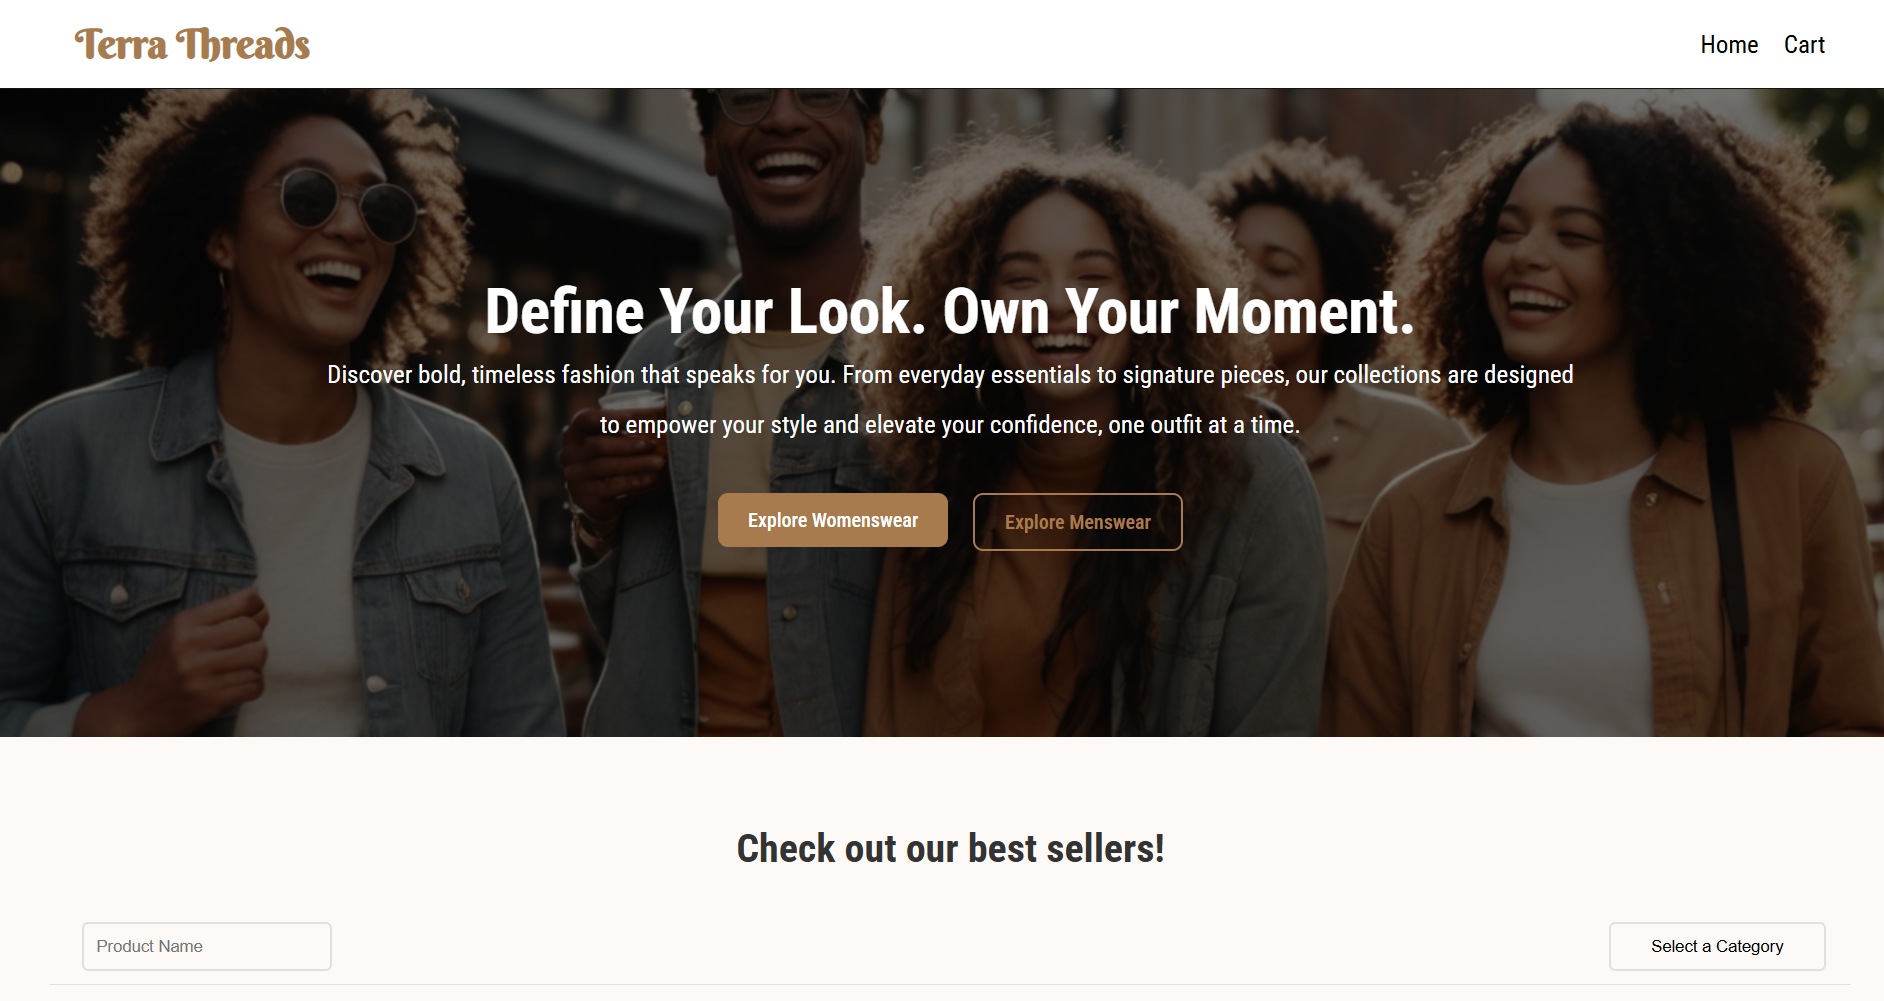 Terra Threads
Home Cart
Define Your Look. Own Your Moment.
Discover bold, timeless fashion that speaks for you. From everyday essentials to signature pieces, our collections are designed
to empower your style and elevate your confidence, one outfit at a time.
Explore Womenswear Explore Menswear
Check out our best sellers!
Product Name Select a Category